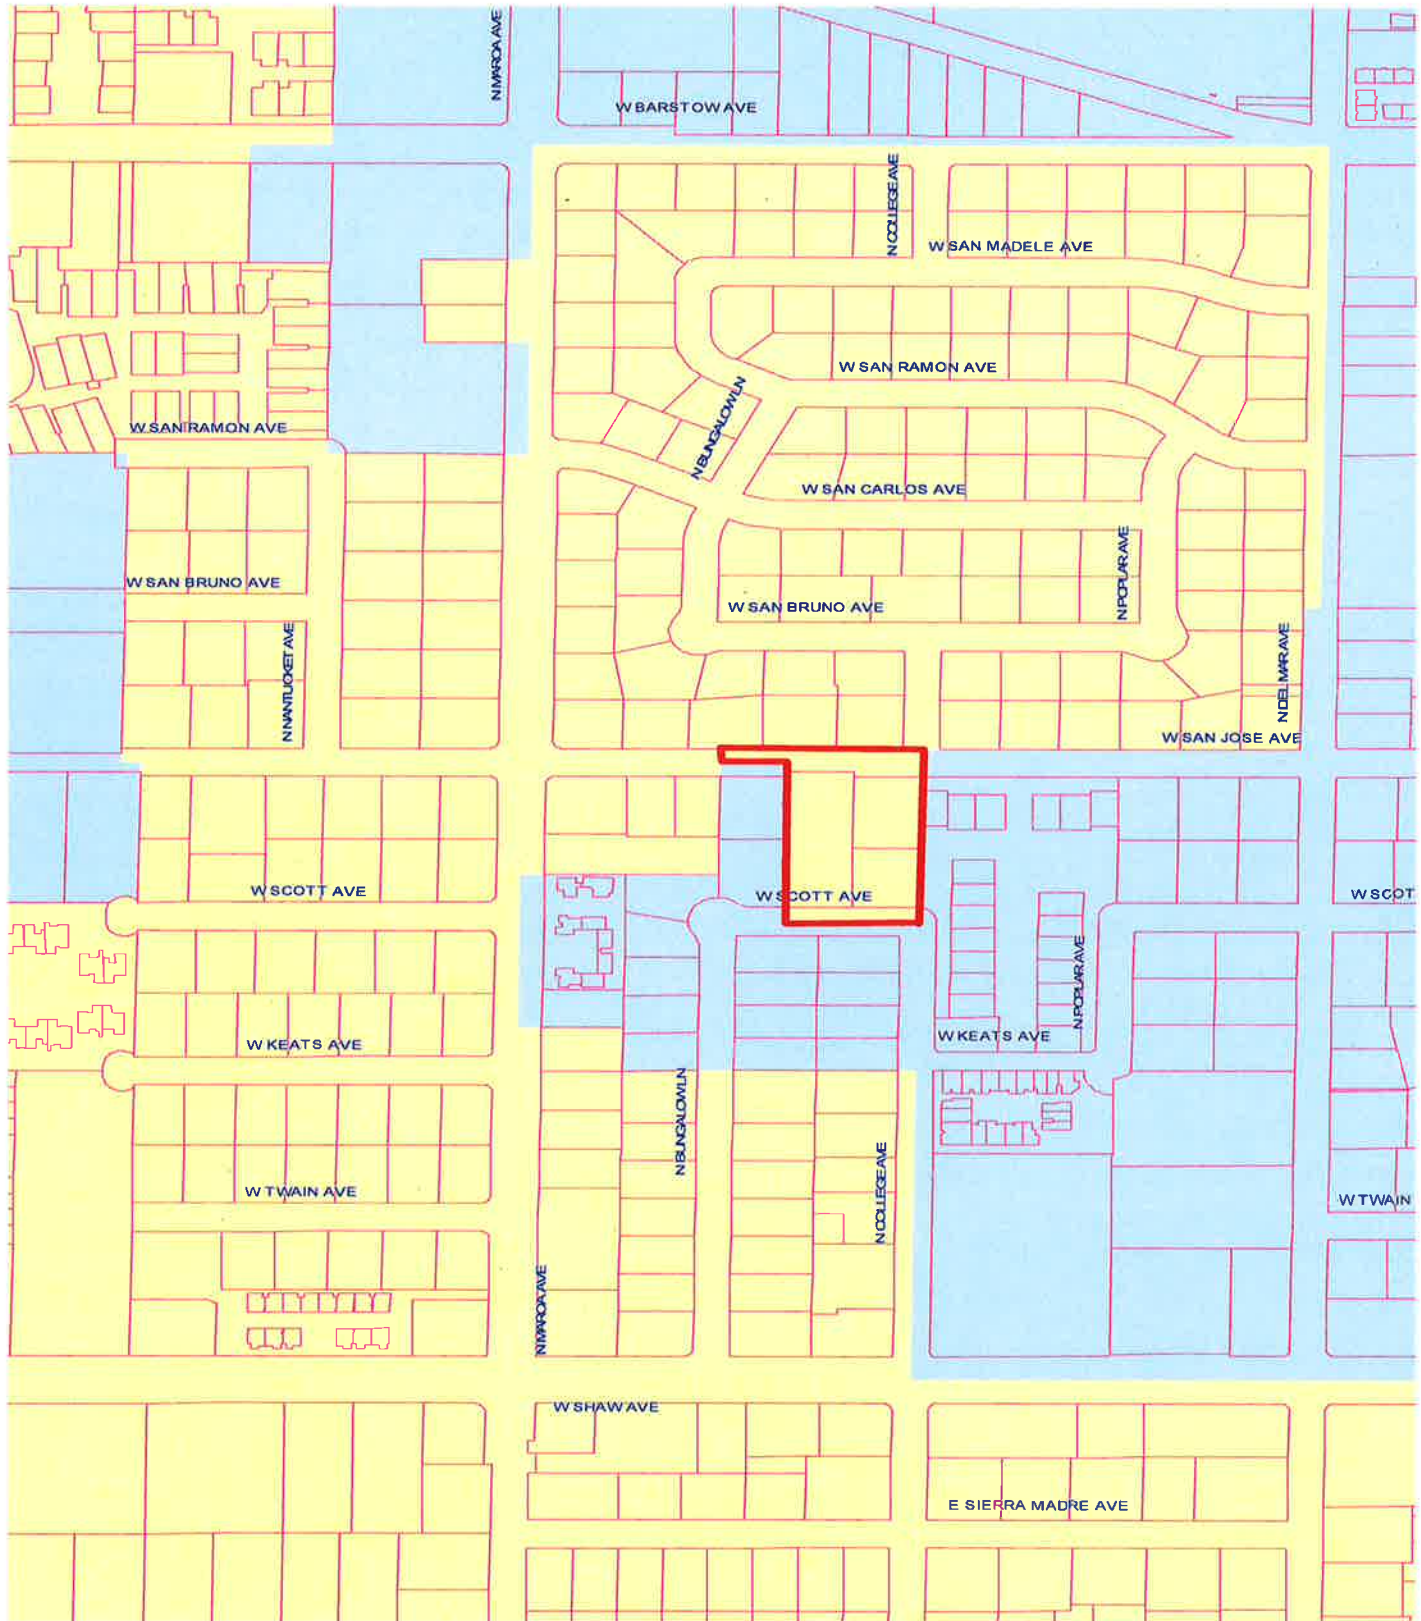 N MAROA AVE
W BARSTOW AVE
N COLLEGE AVE
W SAN MADELE AVE
W SAN RAMON AVE
N BUNGALOW LN
W SAN RAMON AVE
W SAN CARLOS AVE
N POPLAR AVE
W SAN BRUNO AVE
W SAN BRUNO AVE
N NANTUCKET AVE
N DEL MAR AVE
W SAN JOSE AVE
W SCOTT AVE
W SCOTT AVE
W SCOT
N POPLAR AVE
W KEATS AVE
W KEATS AVE
N BUNGALOW LN
N COLLEGE AVE
W TWAIN AVE
W TWAIN
N MAROA AVE
W SHAW AVE
E SIERRA MADRE AVE